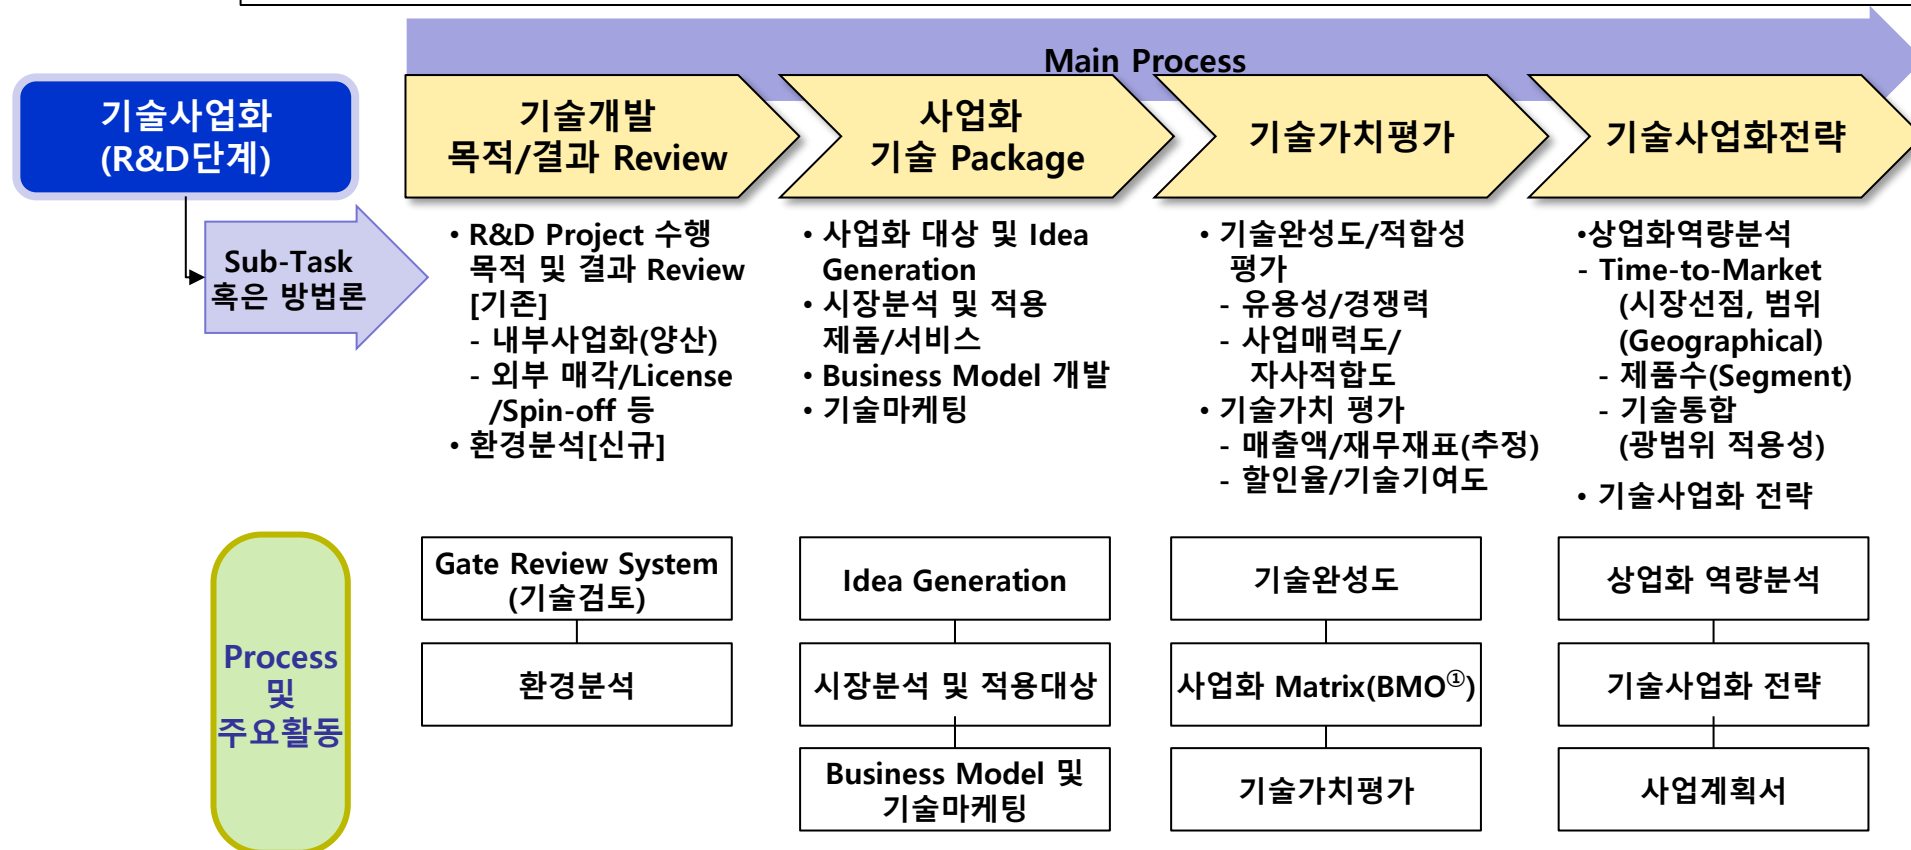 Main Process
기술사업화
(R&D단계)
기술개발
목적/결과 Review
사업화
기술 Package
기술가치평가
기술사업화전략
Sub-Task
혹은 방법론
• R&D Project 수행
목적 및 결과 Review
[기존]
- 내부사업화(양산)
- 외부 매각/License
/Spin-off 등
• 환경분석[신규]
• 사업화 대상 및 Idea
Generation
• 시장분석 및 적용
제품/서비스
• Business Model 개발
• 기술마케팅
• 기술완성도/적합성
평가
- 유용성/경쟁력
- 사업매력도/
자사적합도
• 기술가치 평가
- 매출액/재무재표(추정)
- 할인율/기술기여도
•상업화역량분석
- Time-to-Market
(시장선점, 범위
(Geographical)
- 제품수(Segment)
- 기술통합
(광범위 적용성)
• 기술사업화 전략
Process
및
주요활동
Gate Review System
(기술검토)
환경분석
Idea Generation
시장분석 및 적용대상
Business Model 및
기술마케팅
기술완성도
사업화 Matrix(BMO①)
기술가치평가
상업화 역량분석
기술사업화 전략
사업계획서